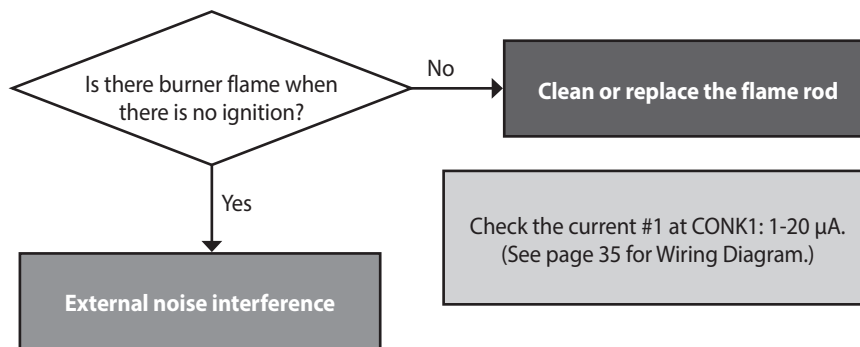 Is there burner flame when
there is no ignition?
No
Clean or replace the flame rod
Yes
Check the current #1 at CONK1: 1-20 µA.
(See page 35 for Wiring Diagram.)
External noise interference